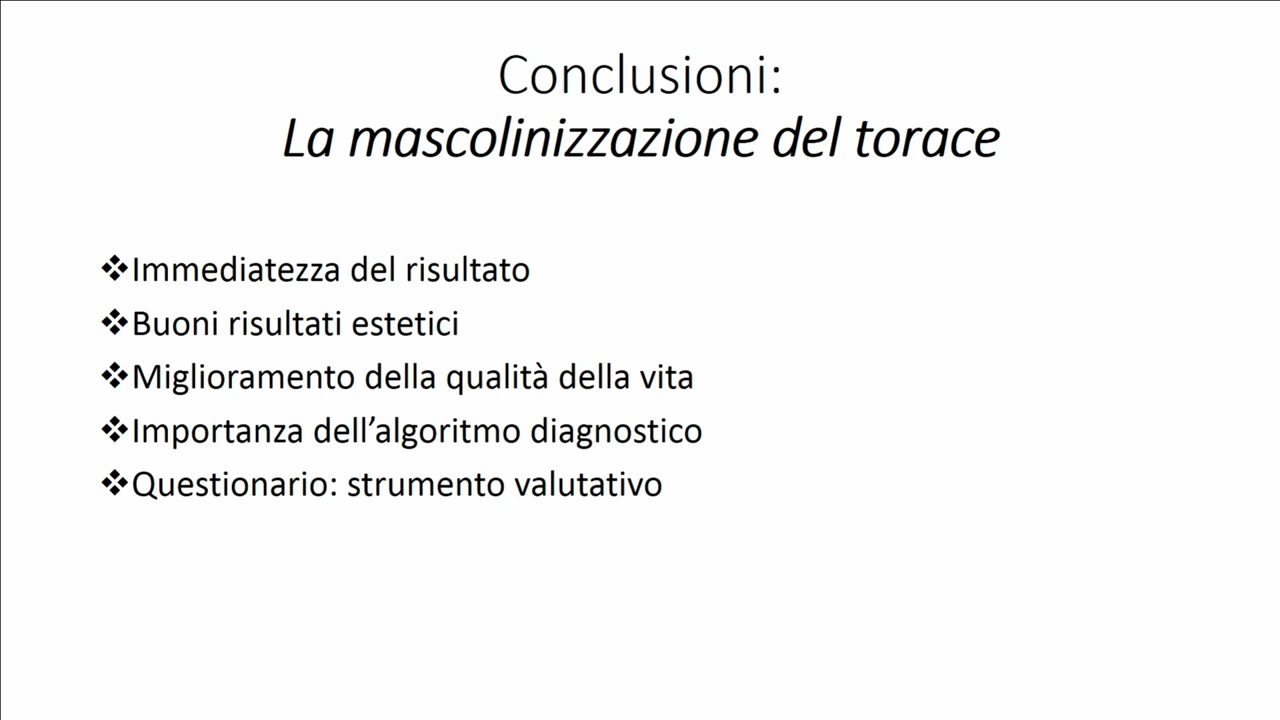 Conclusioni:
La mascolinizzazione del torace
❖Immediatezza del risultato
❖Buoni risultati estetici
❖Miglioramento della qualità della vita
❖Importanza dell’algoritmo diagnostico
❖Questionario: strumento valutativo